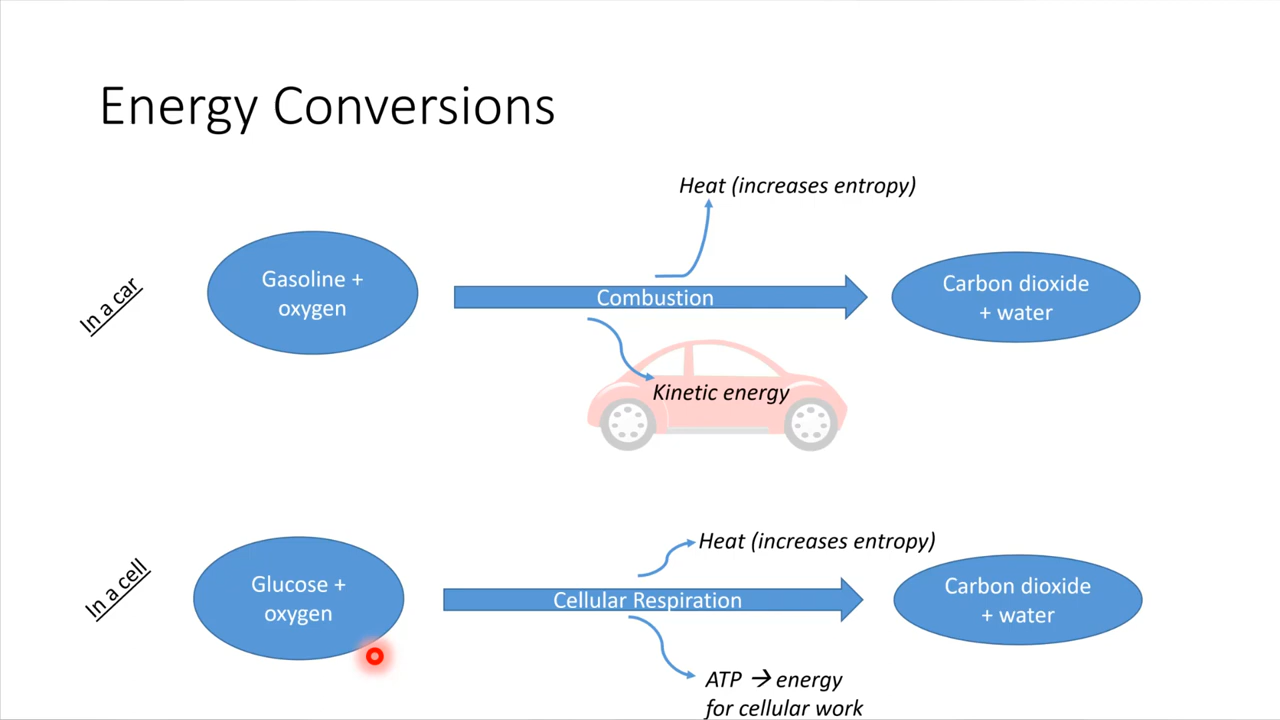 Energy Conversions
Heat (increases entropy)
In a car
Gasoline +
oxygen
Combustion
Carbon dioxide
+ water
Kinetic energy
Heat (increases entropy)
In a cell
Glucose +
oxygen
Cellular Respiration
Carbon dioxide
+ water
ATP → energy
for cellular work